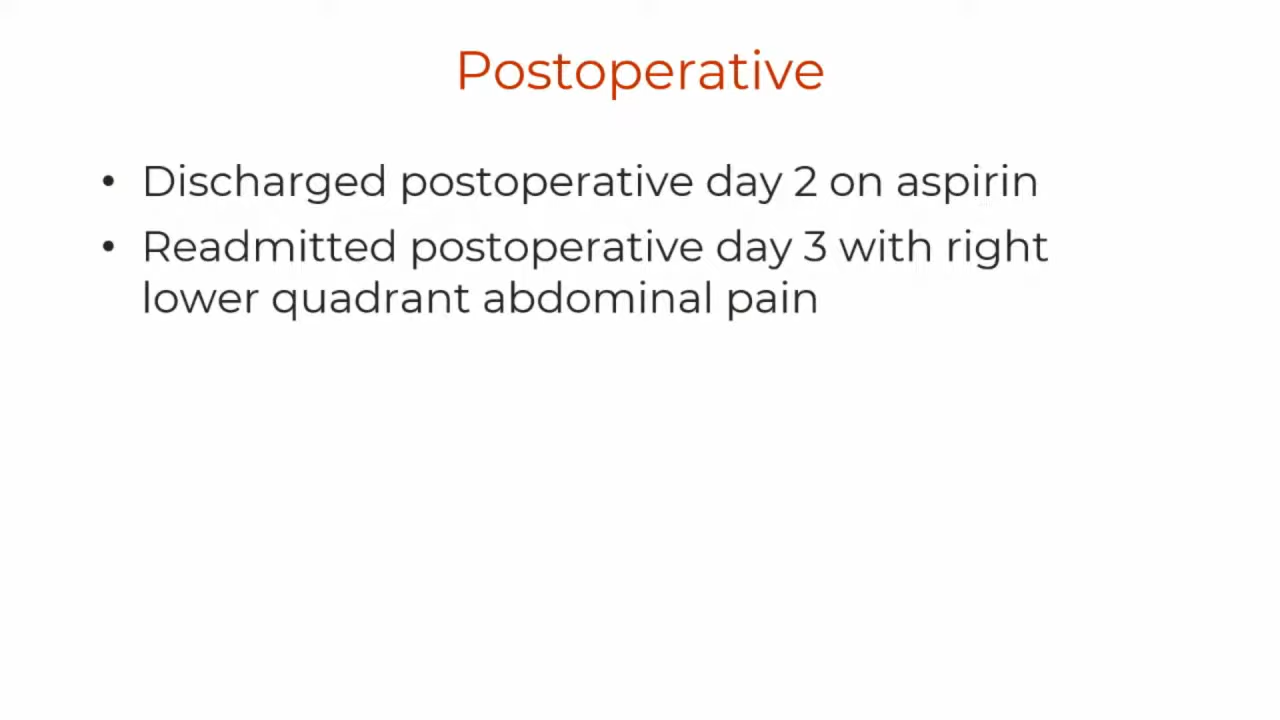 Postoperative
• Discharged postoperative day 2 on aspirin
• Readmitted postoperative day 3 with right
lower quadrant abdominal pain